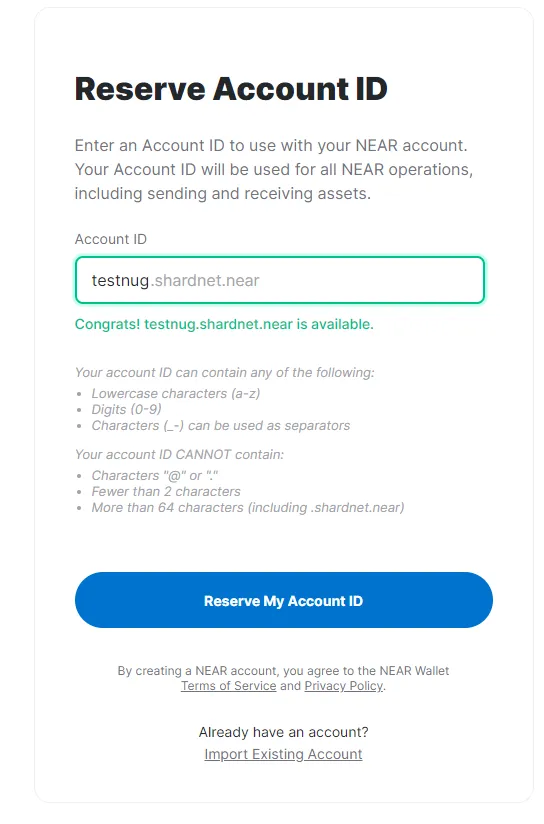 Reserve Account ID
Enter an Account ID to use with your NEAR account.
Your Account ID will be used for all NEAR operations,
including sending and receiving assets.
Account ID
testnug.shardnet.near
Congrats! testnug.shardnet.near is available.
Your account ID can contain any of the following:
• Lowercase characters (a-z)
• Digits (0-9)
• Characters (_-) can be used as separators
Your account ID CANNOT contain:
• Characters "@" or "."
• Fewer than 2 characters
• More than 64 characters (including .shardnet.near)
Reserve My Account ID
By creating a NEAR account, you agree to the NEAR Wallet
Terms of Service and Privacy Policy.
Already have an account?
Import Existing Account